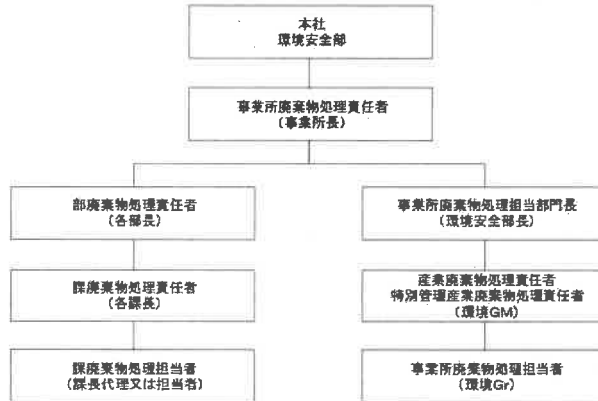 本社
環境安全部
事業所廃棄物処理責任者
(事業所長)
部廃棄物処理責任者
(各部長)
事業所廃棄物処理担当部門長
(環境安全部長)
課廃棄物処理責任者
(各課長)
産業廃棄物処理責任者
特別管理産業廃棄物処理責任者
(環境GM)
課廃棄物処理担当者
(課長代理又は担当者)
事業所廃棄物処理担当者
(環境Gr)